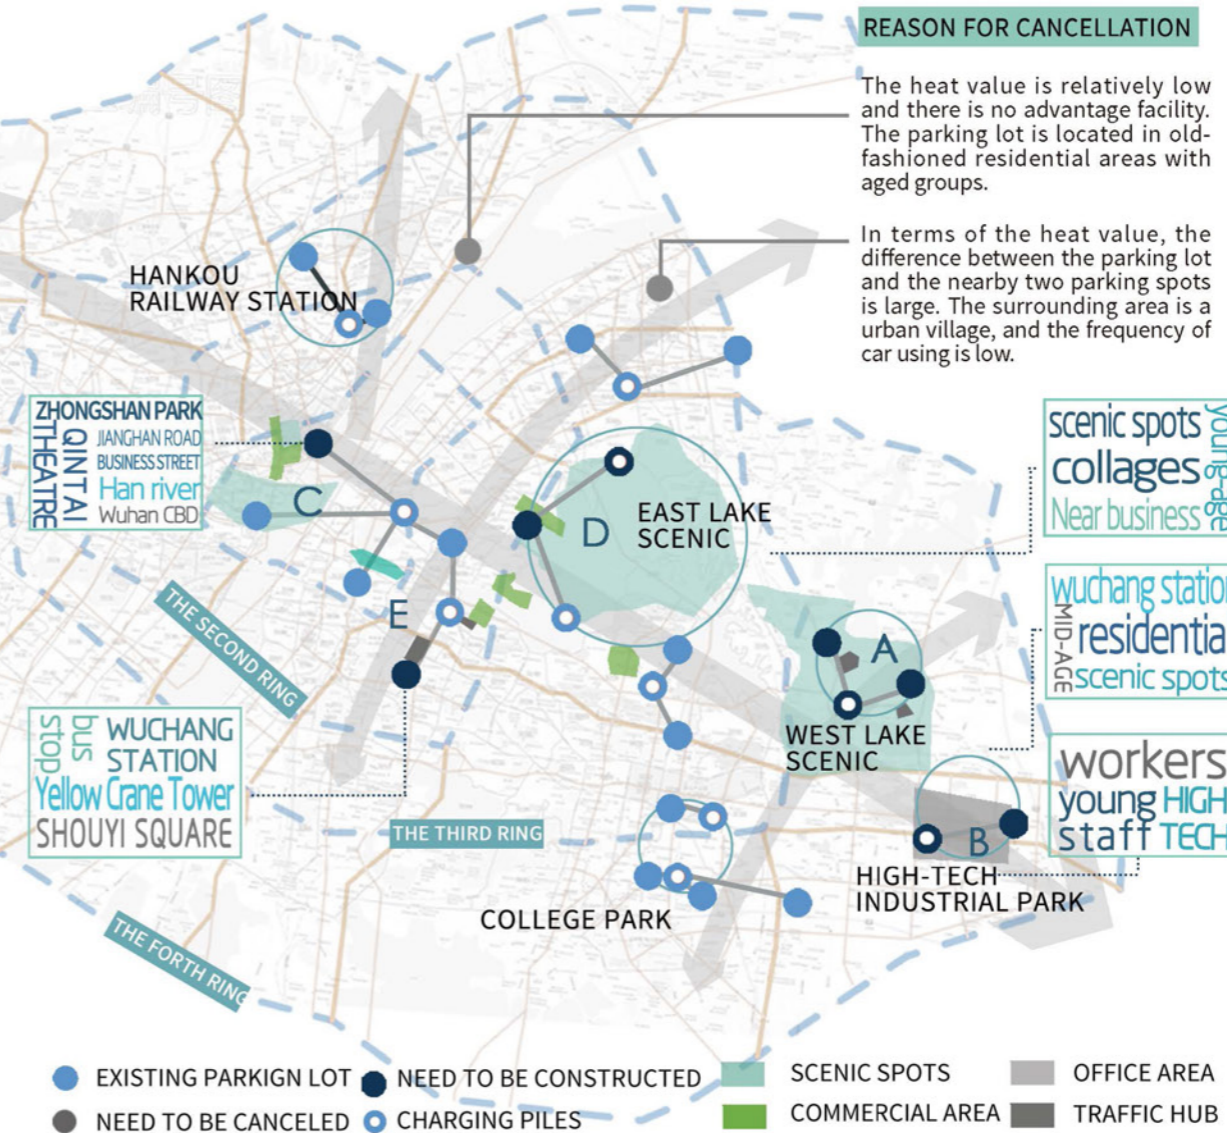 REASON FOR CANCELLATION
The heat value is relatively low
and there is no advantage facility.
The parking lot is located in old-
fashioned residential areas with
aged groups.
In terms of the heat value, the
difference between the parking lot
and the nearby two parking spots
is large. The surrounding area is a
urban village, and the frequency of
car using is low.
HANKOU
RAILWAY STATION
ZHONGSHAN PARK
QINTAI
THEATRE
JIANGHAN ROAD
BUSINESS STREET
Han river
Wuhan CBD
C
D
EAST LAKE
SCENIC
scenic spots
collages
Near business
young-age
E
THE SECOND RING
A
WEST LAKE
SCENIC
wuchang station
MID-AGE
residentia
scenic spots
bus
stop
WUCHANG
STATION
Yellow Crane Tower
SHOUYI SQUARE
workers
young
HIGH
staff
TECH
THE THIRD RING
B
HIGH-TECH
INDUSTRIAL PARK
COLLEGE PARK
THE FORTH RING
EXISTING PARKIGN LOT
NEED TO BE CONSTRUCTED
SCENIC SPOTS
OFFICE AREA
NEED TO BE CANCELED
CHARGING PILES
COMMERCIAL AREA
TRAFFIC HUB